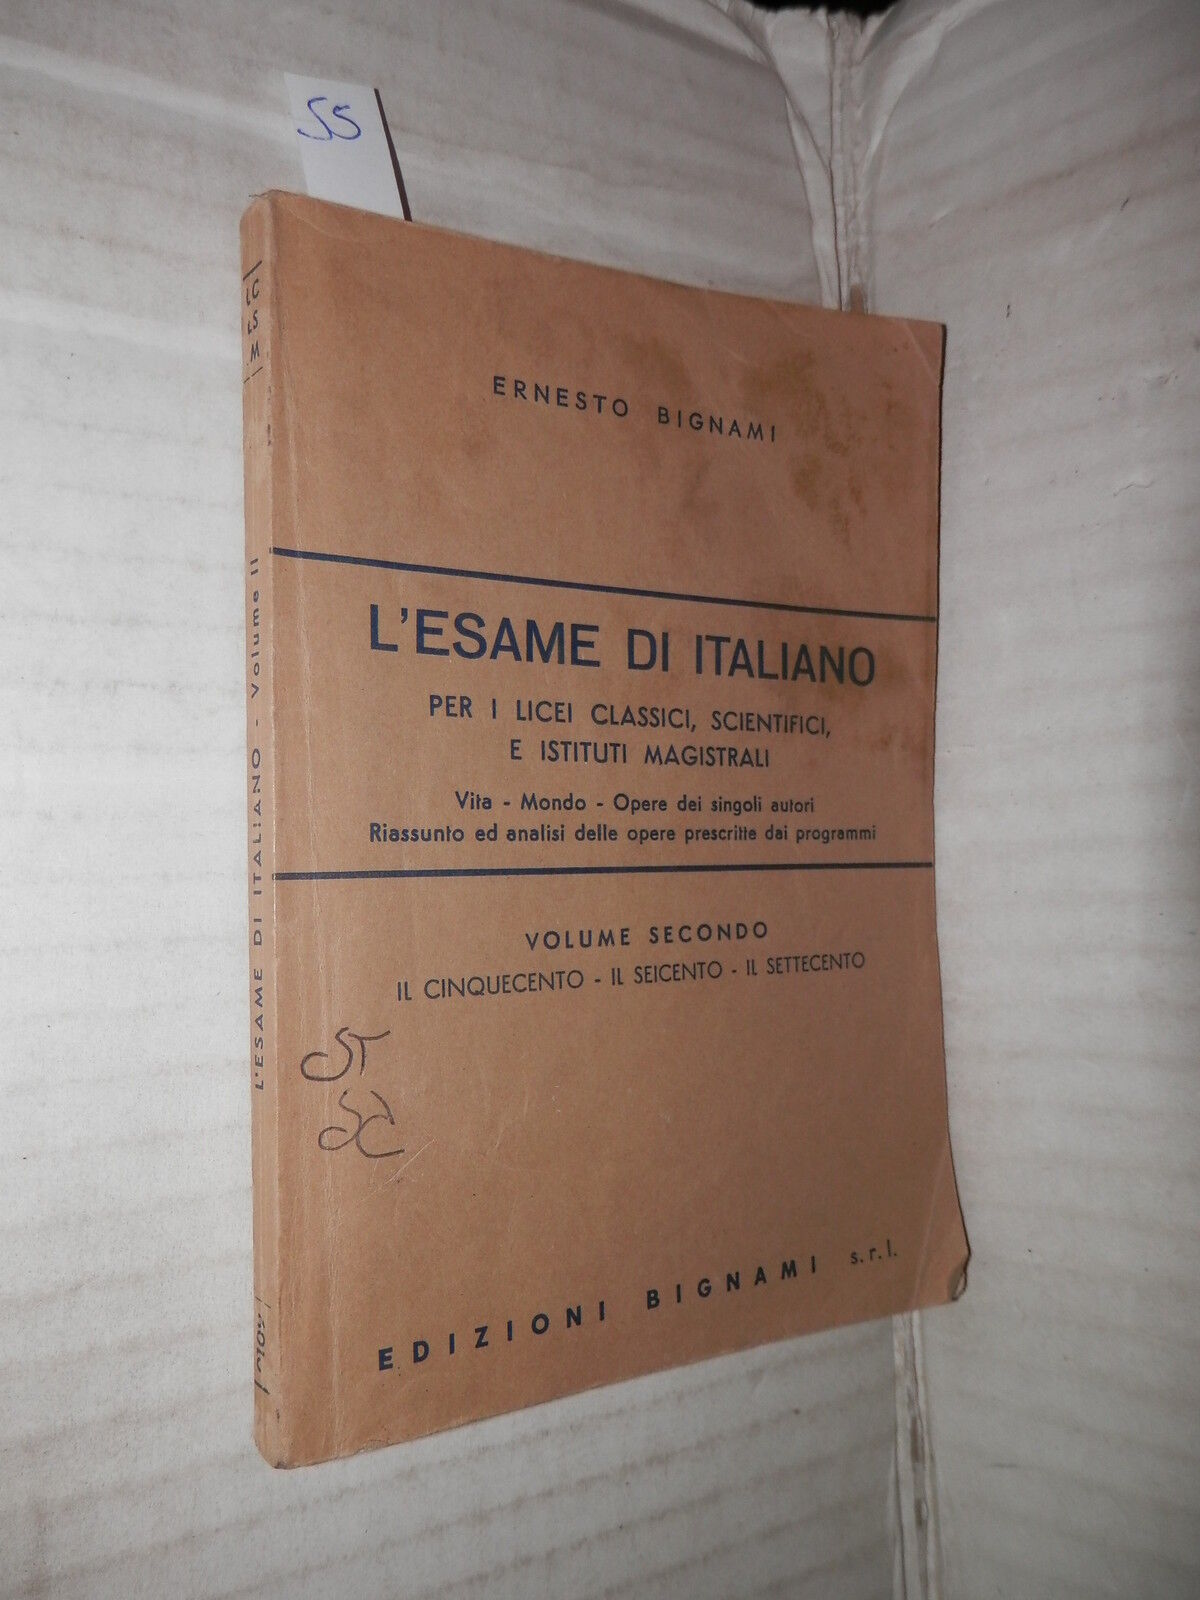 55
ERNESTO BIGNAMI
L'ESAME DI ITALIANO
PER I LICEI CLASSICI, SCIENTIFICI,
E ISTITUTI MAGISTRALI
Vita - Mondo - Opere dei singoli autori
Riassunto ed analisi delle opere prescritte dai programmi
VOLUME SECONDO
IL CINQUECENTO - IL SEICENTO - IL SETTECENTO
EDIZIONI BIGNAMI s.r.l.
L'ESAME DI ITALIANO - Volume II